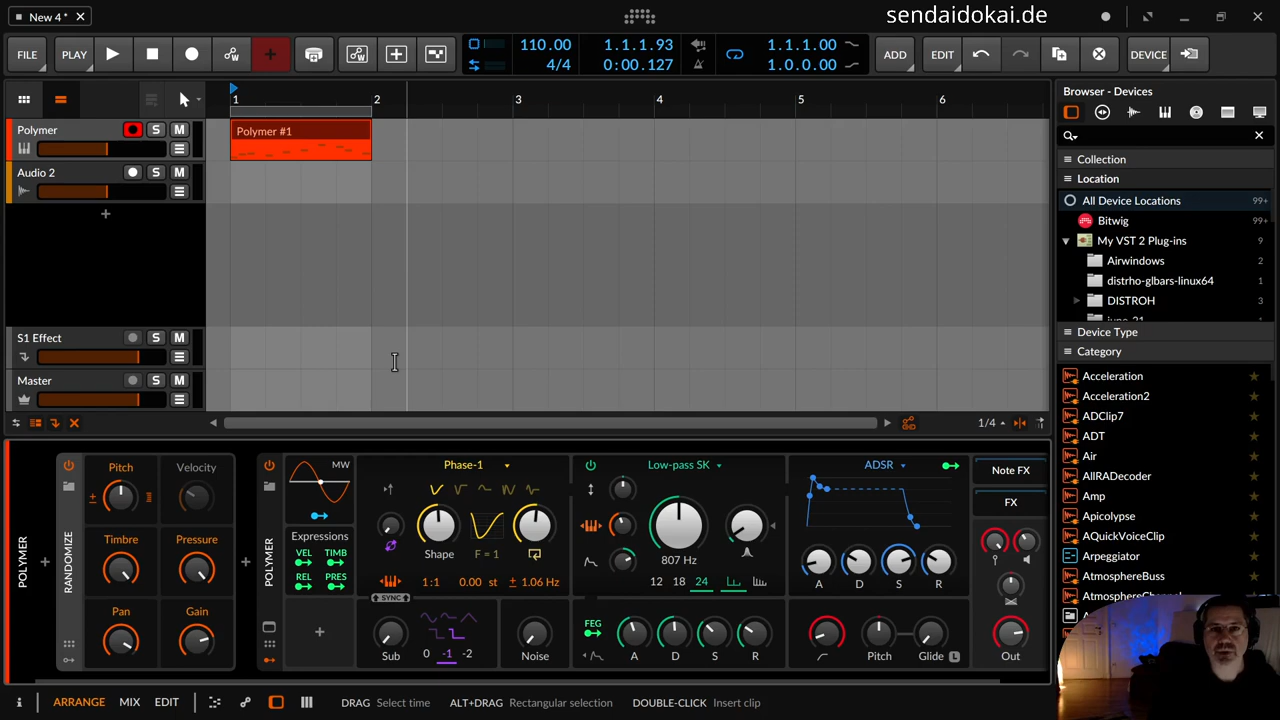 New 4 *
sendaidokai.de
FILE
PLAY
110.00
4/4
1.1.1.93
0:00.127
1.1.1.00
1.0.0.00
ADD
EDIT
DEVICE
1
2
3
4
5
6
Browser - Devices
Polymer
S
M
Polymer #1
Audio 2
S
M
Collection
Location
All Device Locations
99+
Bitwig
99+
My VST 2 Plug-ins
9
Airwindows
2
distrho-glbars-linux64
1
DISTROH
3
Device Type
S1 Effect
S
M
Category
Master
S
M
Acceleration
Acceleration2
ADClip7
ADT
Air
AllRADecoder
Amp
Apicolypse
AQuickVoiceClip
Arpeggiator
AtmosphereBuss
1/4
POLYMER
RANDOMIZE
Pitch
Velocity
Timbre
Pressure
Pan
Gain
POLYMER
MW
Expressions
VEL
TIMB
REL
PRES
Phase-1
Shape
F = 1
1:1
0.00 st
± 1.06 Hz
SYNC
Sub
0
-1
-2
Noise
Low-pass SK
807 Hz
12
18
24
FEG
A
D
S
R
ADSR
A
D
S
R
Pitch
Glide
L
Note FX
FX
Out
ARRANGE
MIX
EDIT
DRAG Select time
ALT+DRAG Rectangular selection
DOUBLE-CLICK Insert clip